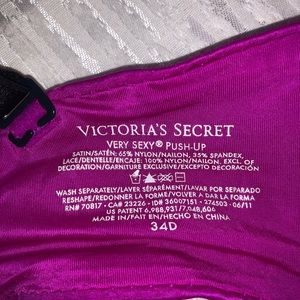 VICTORIA'S SECRET
VERY SEXY® PUSH-UP
SATIN/SATÉN: 65% NYLON/NAILON, 35% SPANDEX,
LACE/DENTELLE/ENCAJE: 100% NYLON/NAILON, EXCL. OF
DECORATION/GARNITURE EXCLUSIVE/EXCEPTO DECORACIÓN
WASH SEPARATELY/LAVER SÉPARÉMENT/LAVAR POR SEPARADO
RESHAPE/REDONNER LA FORME/VOLVER A DAR LA FORMA
RN# 70817 - CA# 23226 - ID# 36007151 - 274503 - 06/11
US PATENT 6,988,931/7,048,606
MADE IN/FAIT EN/HECHO EN CHINA
34D